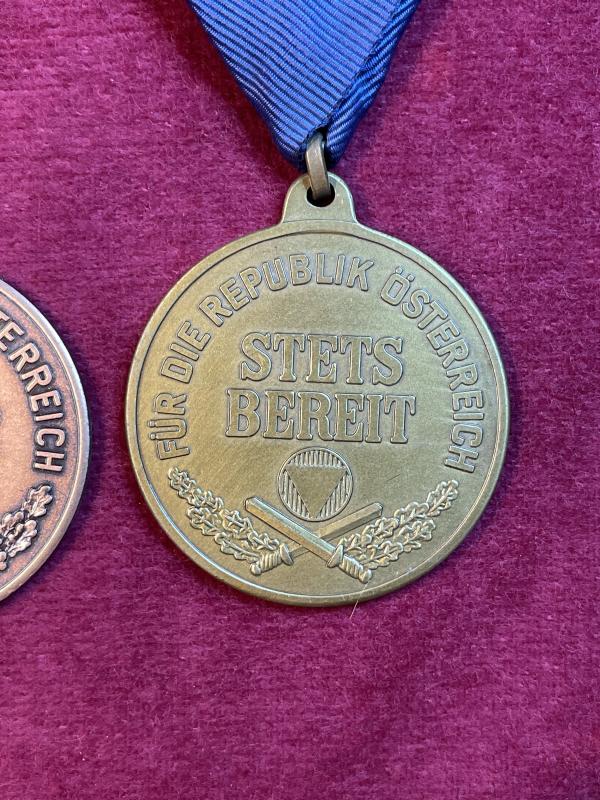 FÜR DIE REPUBLIK ÖSTERREICH
STETS
BEREIT